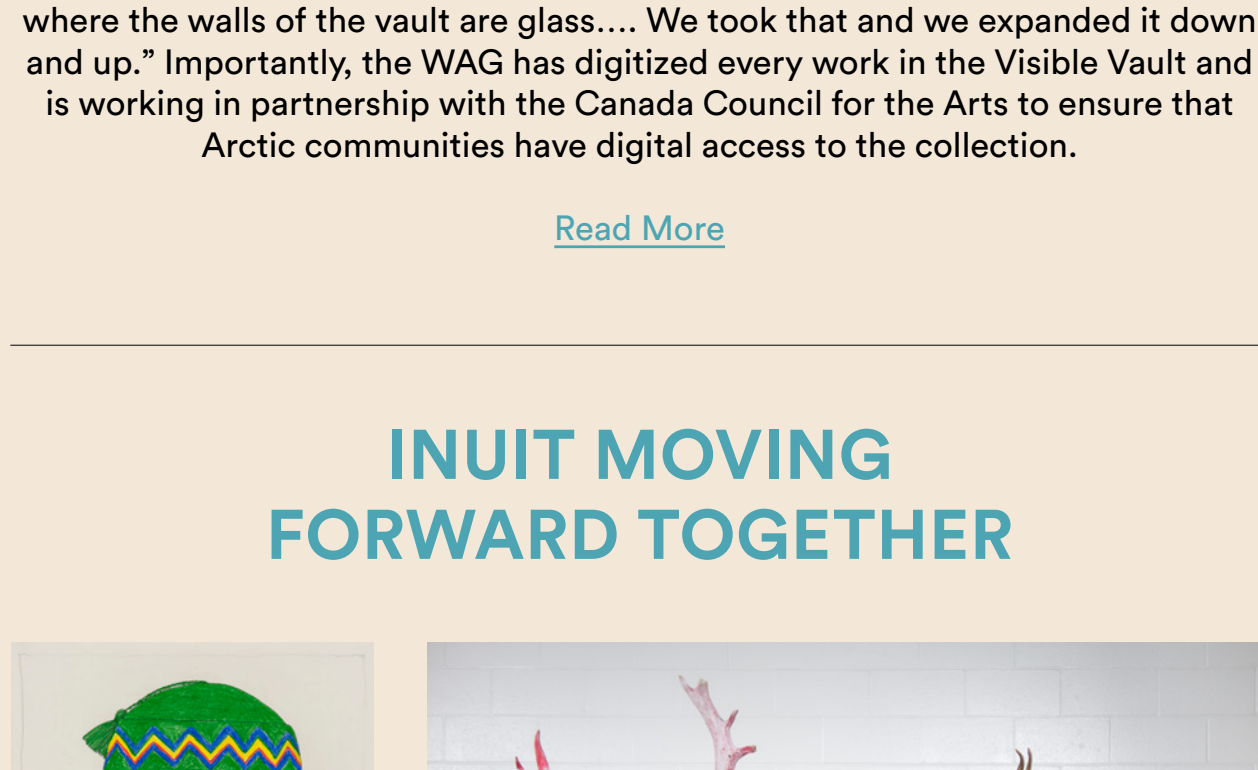 where the walls of the vault are glass…. We took that and we expanded it down
and up.” Importantly, the WAG has digitized every work in the Visible Vault and
is working in partnership with the Canada Council for the Arts to ensure that
Arctic communities have digital access to the collection.
Read More
INUIT MOVING
FORWARD TOGETHER